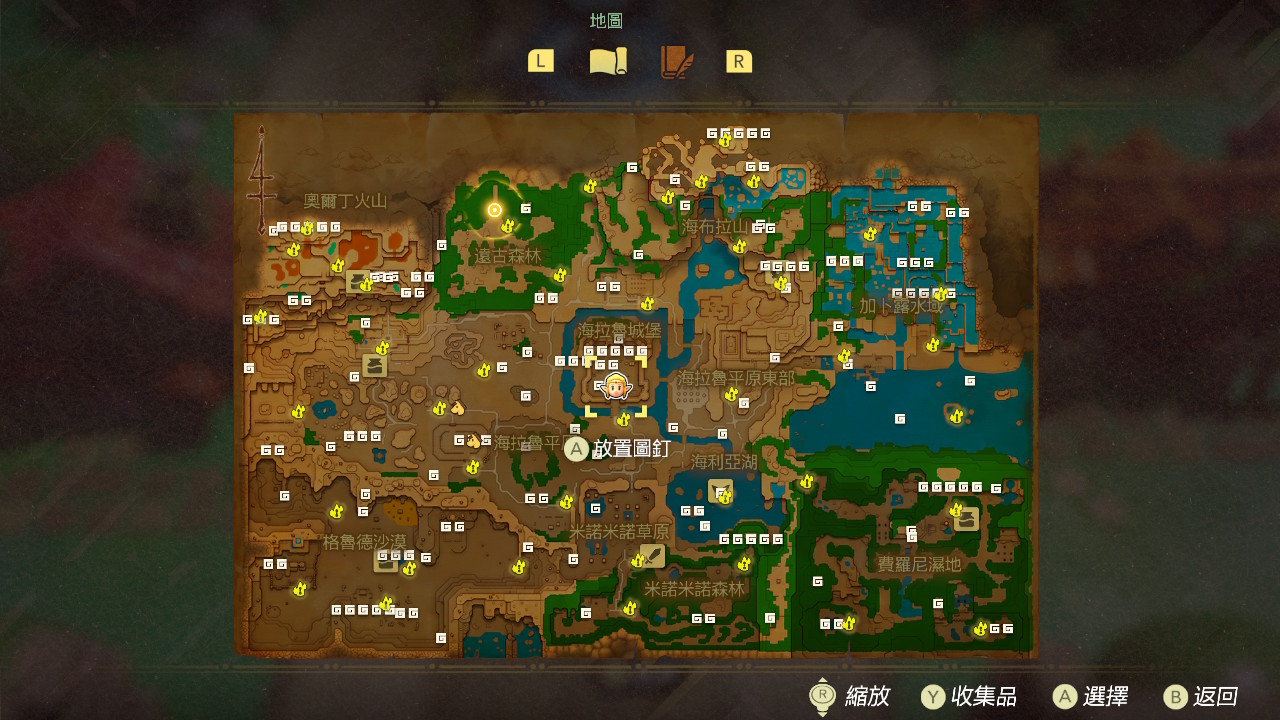 地圖
L
R
奧爾丁火山
遠古森林
海布拉山
加卜露水域
海拉魯城堡
海拉魯平原東部
海拉魯平
A 放置圖釘
海利亞湖
米諾米諾草原
格魯德沙漠
費羅尼濕地
米諾米諾森林
R 縮放 Y 收集品 A 選擇 B 返回